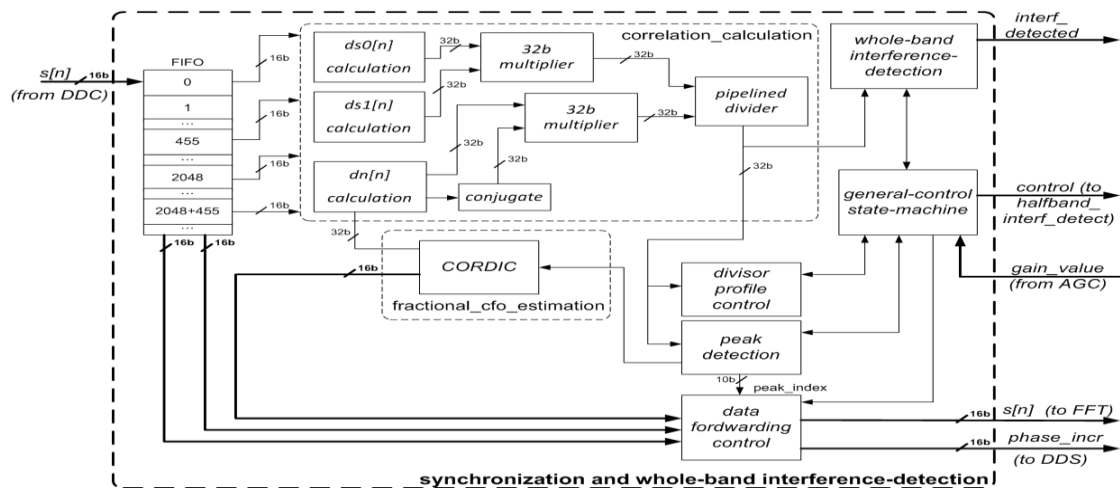 interf_
detected
correlation_calculation
whole-band
interference-
detection
FIFO
s[n]
16b
(from DDC)
0
1
...
455
...
2048
...
2048+455
...
16b
16b
16b
16b
16b
16b
ds0[n]
calculation
32b
32b
multiplier
32b
ds1[n]
calculation
32b
32b
multiplier
32b
pipelined
divider
dn[n]
calculation
32b
32b
conjugate
32b
32b
general-control
state-machine
control (to
halfband_
interf_detect)
16b
CORDIC
fractional_cfo_estimation
divisor
profile
control
gain_value
(from AGC)
peak
detection
10b
peak_index
data
fordwarding
control
16b
s[n] (to FFT)
16b
phase_incr
(to DDS)
synchronization and whole-band interference-detection